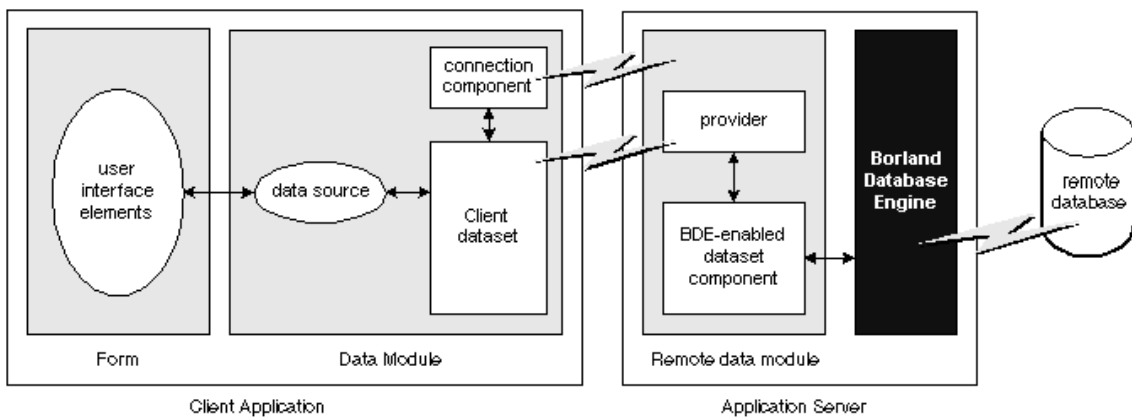 connection
component
provider
user
interface
elements
data source
Client
dataset
BDE-enabled
dataset
component
Borland
Database
Engine
remote
database
Form
Data Module
Remote data module
Client Application
Application Server